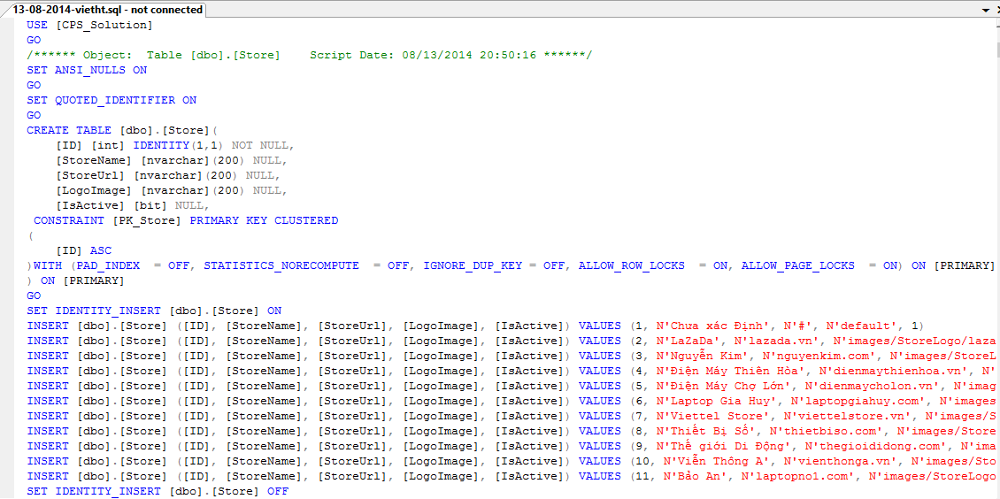 13-08-2014-vietht.sql - not connected
USE [CPS_Solution]
GO
/****** Object:  Table [dbo].[Store]    Script Date: 08/13/2014 20:50:16 ******/
SET ANSI_NULLS ON
GO
SET QUOTED_IDENTIFIER ON
GO
CREATE TABLE [dbo].[Store](
    [ID] [int] IDENTITY(1,1) NOT NULL,
    [StoreName] [nvarchar](200) NULL,
    [StoreUrl] [nvarchar](200) NULL,
    [LogoImage] [nvarchar](200) NULL,
    [IsActive] [bit] NULL,
 CONSTRAINT [PK_Store] PRIMARY KEY CLUSTERED
(
    [ID] ASC
)WITH (PAD_INDEX  = OFF, STATISTICS_NORECOMPUTE  = OFF, IGNORE_DUP_KEY = OFF, ALLOW_ROW_LOCKS  = ON, ALLOW_PAGE_LOCKS  = ON) ON [PRIMARY]
) ON [PRIMARY]
GO
SET IDENTITY_INSERT [dbo].[Store] ON
INSERT [dbo].[Store] ([ID], [StoreName], [StoreUrl], [LogoImage], [IsActive]) VALUES (1, N'Chưa xác Định', N'#', N'default', 1)
INSERT [dbo].[Store] ([ID], [StoreName], [StoreUrl], [LogoImage], [IsActive]) VALUES (2, N'LaZaDa', N'lazada.vn', N'images/StoreLogo/laza
INSERT [dbo].[Store] ([ID], [StoreName], [StoreUrl], [LogoImage], [IsActive]) VALUES (3, N'Nguyễn Kim', N'nguyenkim.com', N'images/StoreL
INSERT [dbo].[Store] ([ID], [StoreName], [StoreUrl], [LogoImage], [IsActive]) VALUES (4, N'Điện Máy Thiên Hòa', N'dienmaythienhoa.vn', N'
INSERT [dbo].[Store] ([ID], [StoreName], [StoreUrl], [LogoImage], [IsActive]) VALUES (5, N'Điện Máy Chợ Lớn', N'dienmaycholon.vn', N'imag
INSERT [dbo].[Store] ([ID], [StoreName], [StoreUrl], [LogoImage], [IsActive]) VALUES (6, N'Laptop Gia Huy', N'laptopgiahuy.com', N'images
INSERT [dbo].[Store] ([ID], [StoreName], [StoreUrl], [LogoImage], [IsActive]) VALUES (7, N'Viettel Store', N'viettelstore.vn', N'images/S
INSERT [dbo].[Store] ([ID], [StoreName], [StoreUrl], [LogoImage], [IsActive]) VALUES (8, N'Thiết Bị Số', N'thietbiso.com', N'images/Store
INSERT [dbo].[Store] ([ID], [StoreName], [StoreUrl], [LogoImage], [IsActive]) VALUES (9, N'Thế giới Di Động', N'thegioididong.com', N'ima
INSERT [dbo].[Store] ([ID], [StoreName], [StoreUrl], [LogoImage], [IsActive]) VALUES (10, N'Viễn Thông A', N'vienthonga.vn', N'images/Sto
INSERT [dbo].[Store] ([ID], [StoreName], [StoreUrl], [LogoImage], [IsActive]) VALUES (11, N'Bảo An', N'laptopno1.com', N'images/StoreLogo
SET IDENTITY_INSERT [dbo].[Store] OFF